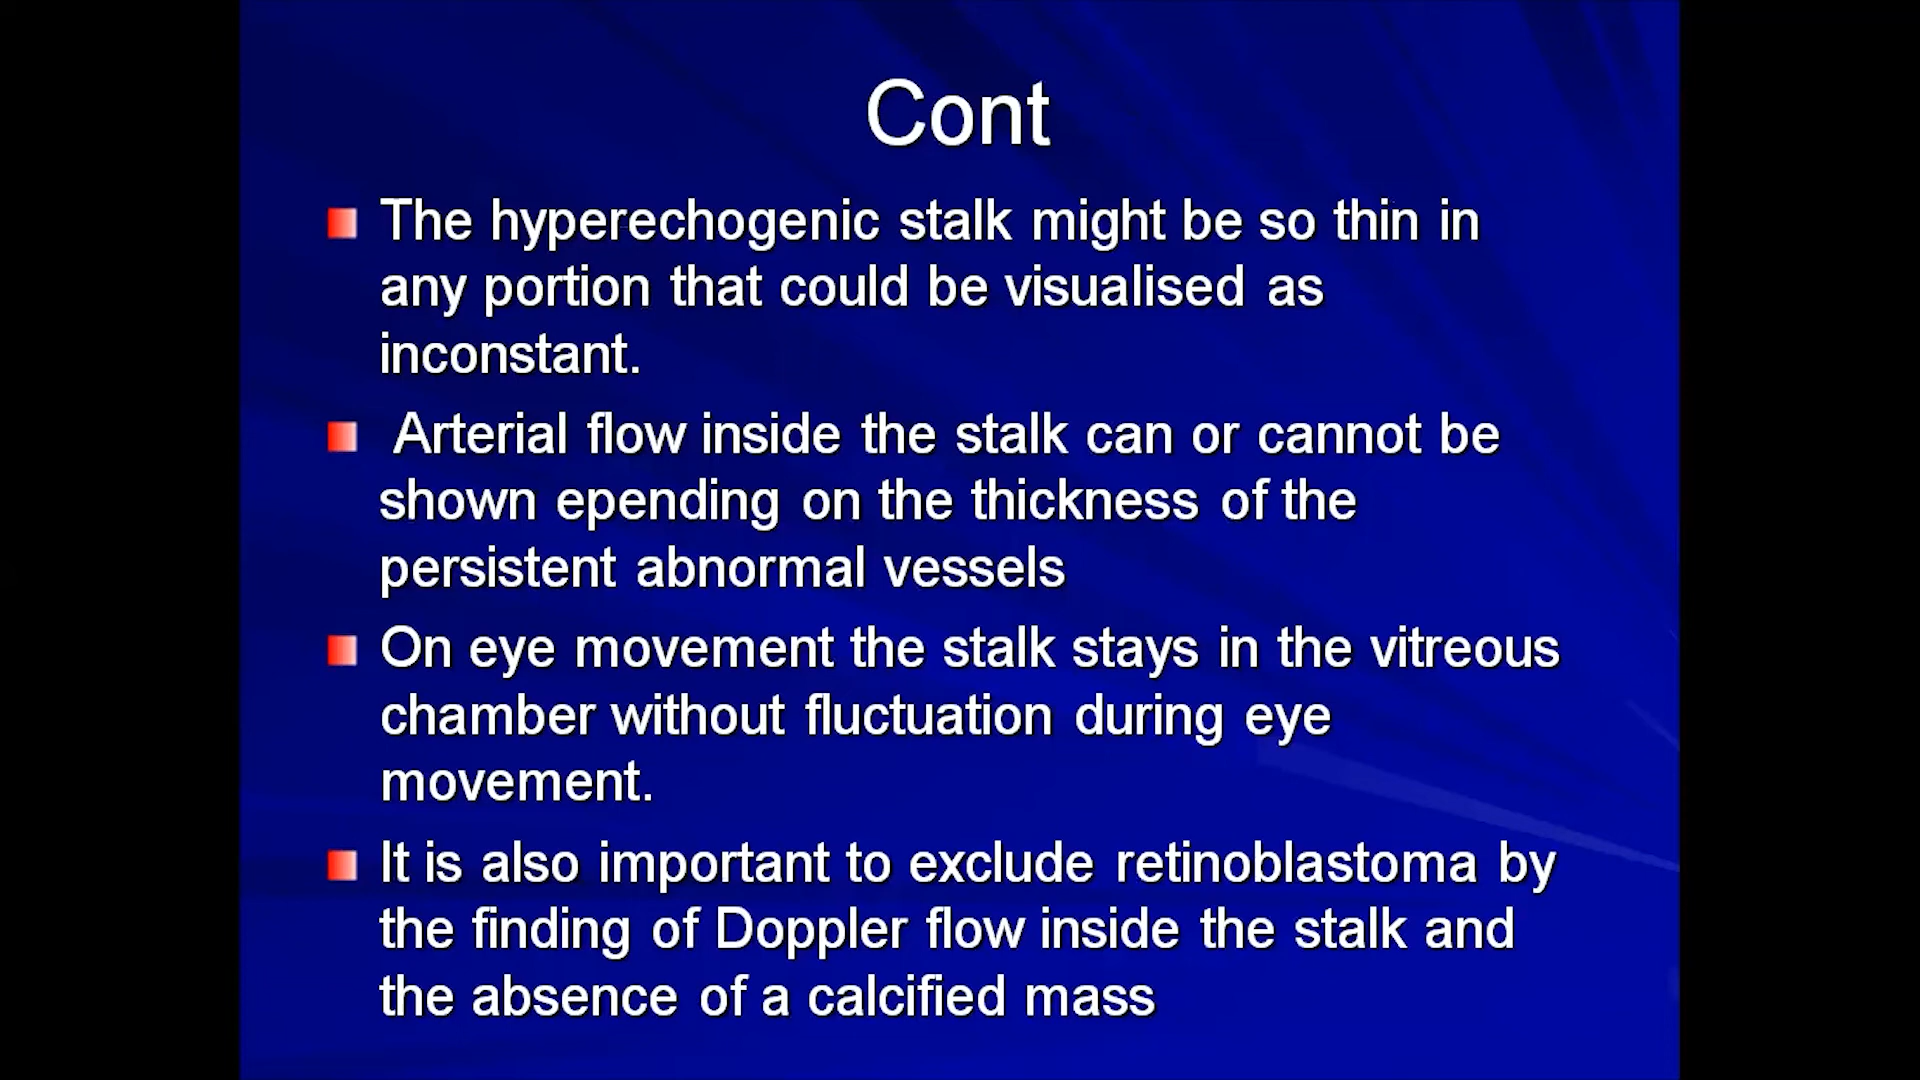 Cont
The hyperechogenic stalk might be so thin in
any portion that could be visualised as
inconstant.
Arterial flow inside the stalk can or cannot be
shown epending on the thickness of the
persistent abnormal vessels
On eye movement the stalk stays in the vitreous
chamber without fluctuation during eye
movement.
It is also important to exclude retinoblastoma by
the finding of Doppler flow inside the stalk and
the absence of a calcified mass